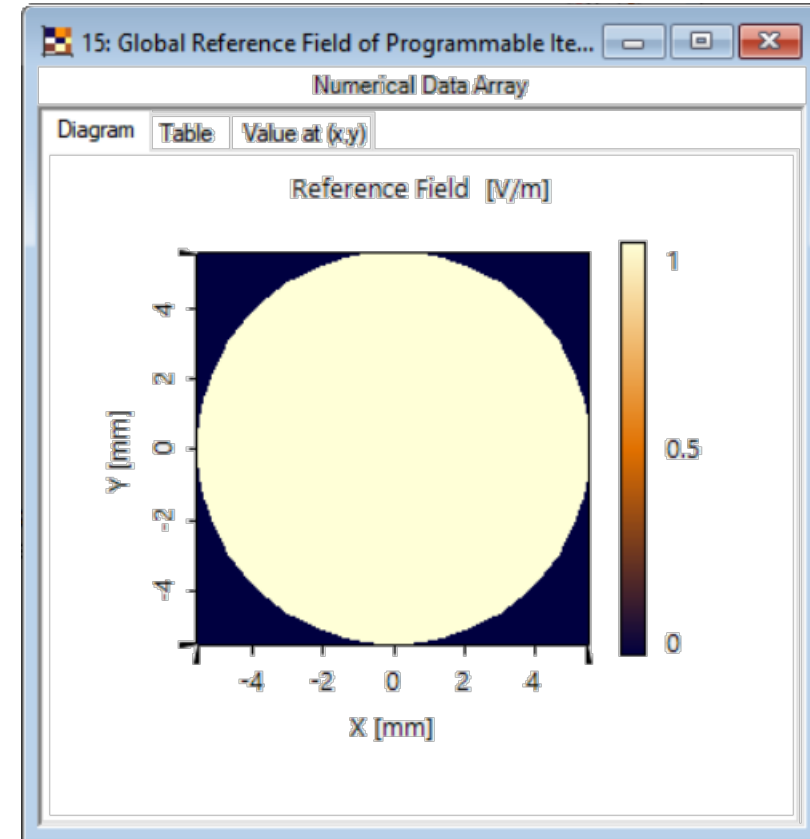 15: Global Reference Field of Programmable Ite...
Numerical Data Array
Diagram Table Value at (x,y)
Reference Field [V/m]
1
0.5
0
Y [mm]
4
2
0
-2
-4
-4 -2 0 2 4
X [mm]